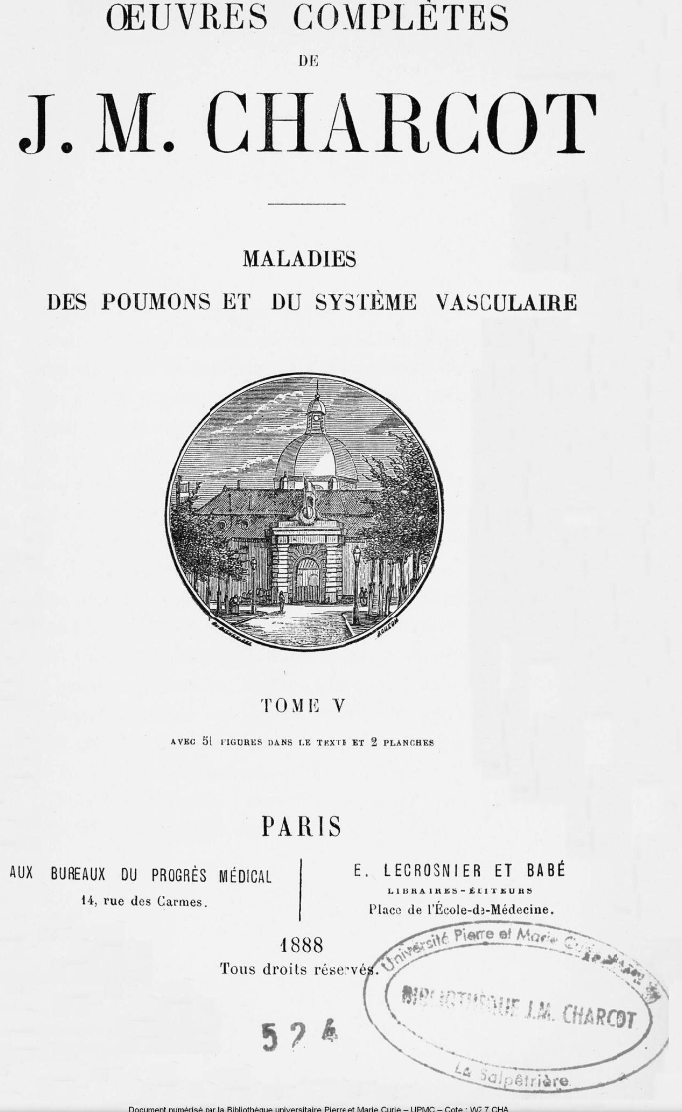 ŒUVRES COMPLÈTES
DE
J. M. CHARCOT
MALADIES
DES POUMONS ET DU SYSTÈME VASCULAIRE
TOME V
AVEC 51 FIGURES DANS LE TEXTE ET 2 PLANCHES
PARIS
AUX BUREAUX DU PROGRÈS MÉDICAL
14, rue des Carmes.
E. LECROSNIER ET BABÉ
LIBRAIRES-ÉDITEURS
Place de l'École-de-Médecine.
1888
Tous droits réservés.
Université Pierre et Marie Curie
BIBLIOTHÈQUE J.M. CHARCOT
La Salpêtrière
524
Document numérisé par la Bibliothèque universitaire Pierre et Marie Curie – UPMC – Cote : W2.7 CHA